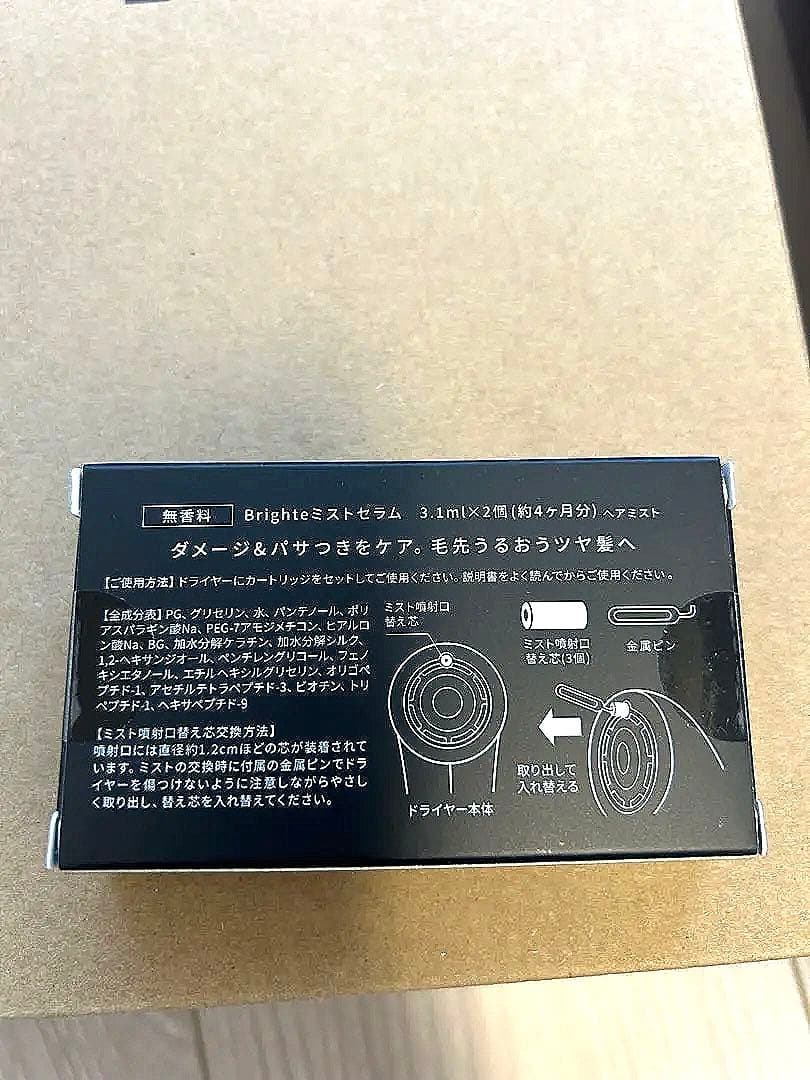 無香料 Brighteミストセラム 3.1ml×2個(約4ヶ月分) ヘアミスト
ダメージ&パサつきをケア。毛先うるおうツヤ髪へ
【ご使用方法】ドライヤーにカートリッジをセットしてご使用ください。説明書をよく読んでからご使用ください。
【全成分表】PG、グリセリン、水、パンテノール、ポリ
アスパラギン酸Na、PEG-7アモジメチコン、ヒアルロ
ン酸Na、BG、加水分解ケラチン、加水分解シルク、
1,2-ヘキサンジオール、ペンチレングリコール、フェノ
キシエタノール、エチルヘキシルグリセリン、オリゴペ
プチド-1、アセチルテトラペプチド-3、ビオチン、トリ
ペプチド-1、ヘキサペプチド-9
【ミスト噴射口替え芯交換方法】
噴射口には直径約1.2cmほどの芯が装着されて
います。ミストの交換時に付属の金属ピンでドラ
イヤーを傷つけないように注意しながらやさし
く取り出し、替え芯を入れ替えてください。
ミスト噴射口
替え芯
ドライヤー本体
ミスト噴射口
替え芯(3個)
金属ピン
取り出して
入れ替える